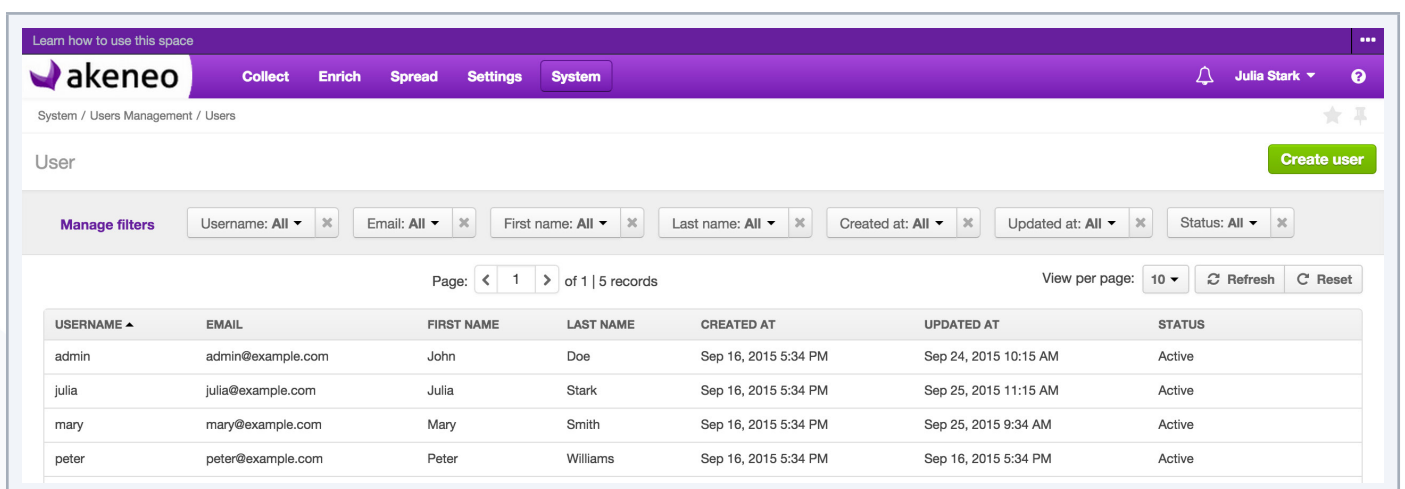 Learn how to use this space •••
akeneo Collect Enrich Spread Settings System Julia Stark ?
System / Users Management / Users
User Create user
Manage filters Username: All Email: All First name: All Last name: All Created at: All Updated at: All Status: All
Page: 1 of 1 | 5 records View per page: 10 Refresh Reset
USERNAME EMAIL FIRST NAME LAST NAME CREATED AT UPDATED AT STATUS
admin admin@example.com John Doe Sep 16, 2015 5:34 PM Sep 24, 2015 10:15 AM Active
julia julia@example.com Julia Stark Sep 16, 2015 5:34 PM Sep 25, 2015 11:15 AM Active
mary mary@example.com Mary Smith Sep 16, 2015 5:34 PM Sep 25, 2015 9:34 AM Active
peter peter@example.com Peter Williams Sep 16, 2015 5:34 PM Sep 16, 2015 5:34 PM Active